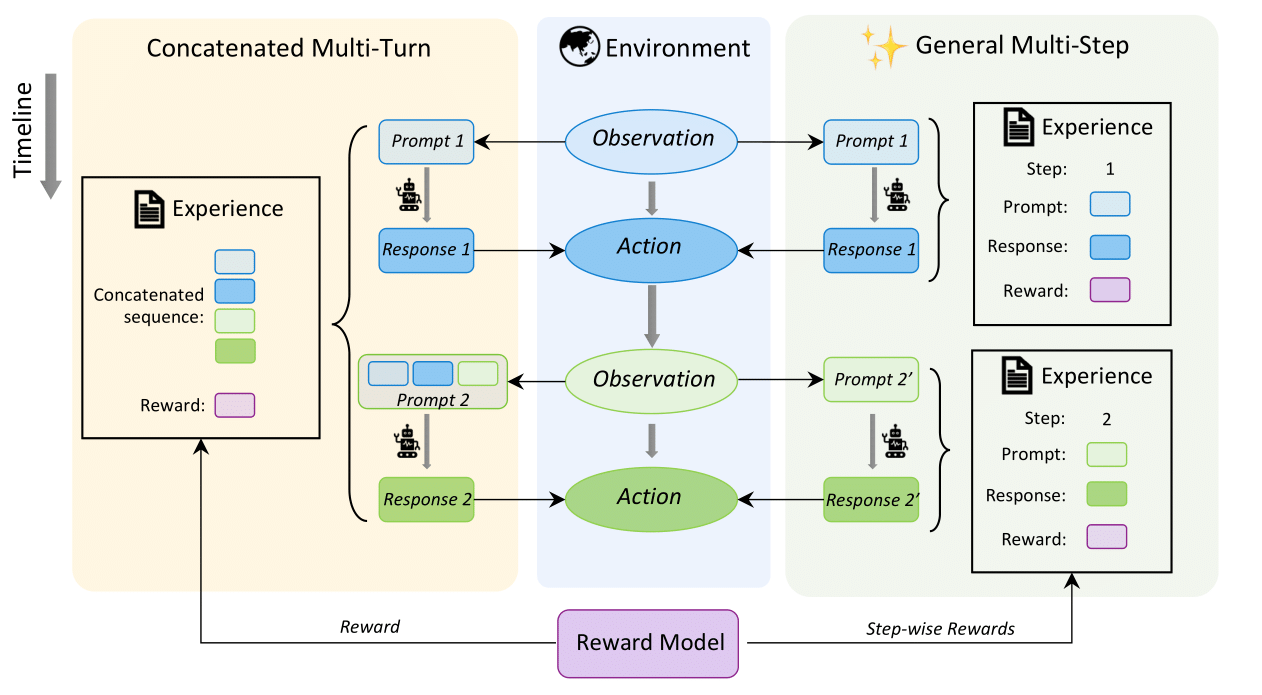 Concatenated Multi-Turn
Environment
General Multi-Step
Timeline
Experience
Concatenated
sequence:
Reward:
Prompt 1
Response 1
Prompt 2
Response 2
Observation
Action
Observation
Action
Prompt 1
Response 1
Prompt 2’
Response 2’
Experience
Step: 1
Prompt:
Response:
Reward:
Experience
Step: 2
Prompt:
Response:
Reward:
Reward
Reward Model
Step-wise Rewards